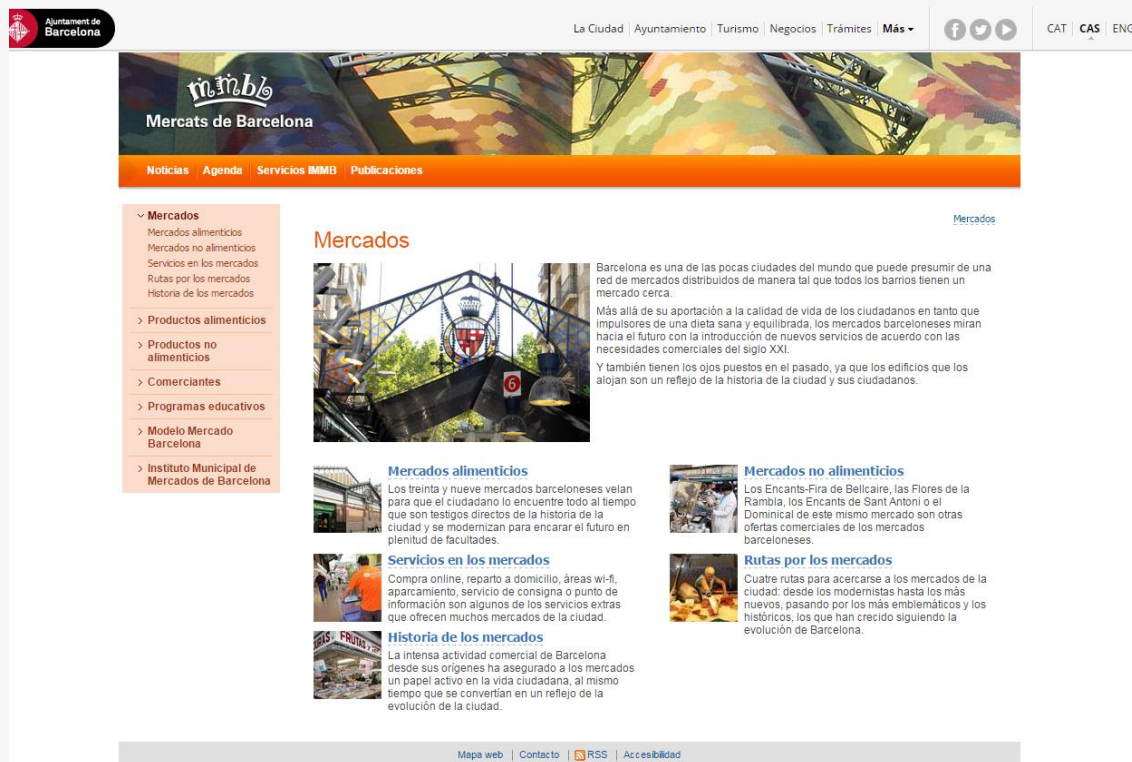 Ajuntament de
Barcelona
La Ciudad Ayuntamiento Turismo Negocios Trámites Más
CAT CAS ENG
mmbb
Mercats de Barcelona
Noticias Agenda Servicios IMMB Publicaciones
Mercados
Mercados alimenticios
Mercados no alimenticios
Servicios en los mercados
Rutas por los mercados
Historia de los mercados
Productos alimenticios
Productos no
alimenticios
Comerciantes
Programas educativos
Modelo Mercado
Barcelona
Instituto Municipal de
Mercados de Barcelona
Mercados
Mercados
6
Barcelona es una de las pocas ciudades del mundo que puede presumir de una
red de mercados distribuidos de manera tal que todos los barrios tienen un
mercado cerca.
Más allá de su aportación a la calidad de vida de los ciudadanos en tanto que
impulsores de una dieta sana y equilibrada, los mercados barceloneses miran
hacia el futuro con la introducción de nuevos servicios de acuerdo con las
necesidades comerciales del siglo XXI.
Y también tienen los ojos puestos en el pasado, ya que los edificios que los
alojan son un reflejo de la historia de la ciudad y sus ciudadanos.
Mercados alimenticios
Los treinta y nueve mercados barceloneses velan
para que el ciudadano lo encuentre todo al tiempo
que son testigos directos de la historia de la
ciudad y se modernizan para encarar el futuro en
plenitud de facultades.
Mercados no alimenticios
Los Encants-Fira de Bellcaire, las Flores de la
Rambla, los Encants de Sant Antoni o el
Dominical de este mismo mercado son otras
ofertas comerciales de los mercados
barceloneses.
Servicios en los mercados
Compra online, reparto a domicilio, áreas wi-fi,
aparcamiento, servicio de consigna o punto de
información son algunos de los servicios extras
que ofrecen muchos mercados de la ciudad.
Rutas por los mercados
Cuatre rutas para acercarse a los mercados de la
ciudad: desde los modernistas hasta los más
nuevos, pasando por los más emblemáticos y los
históricos, los que han crecido siguiendo la
evolución de Barcelona.
FRUTAS
Historia de los mercados
La intensa actividad comercial de Barcelona
desde sus orígenes ha asegurado a los mercados
un papel activo en la vida ciudadana, al mismo
tiempo que se convertían en un reflejo de la
evolución de la ciudad.
Mapa web Contacto RSS Accesibilidad